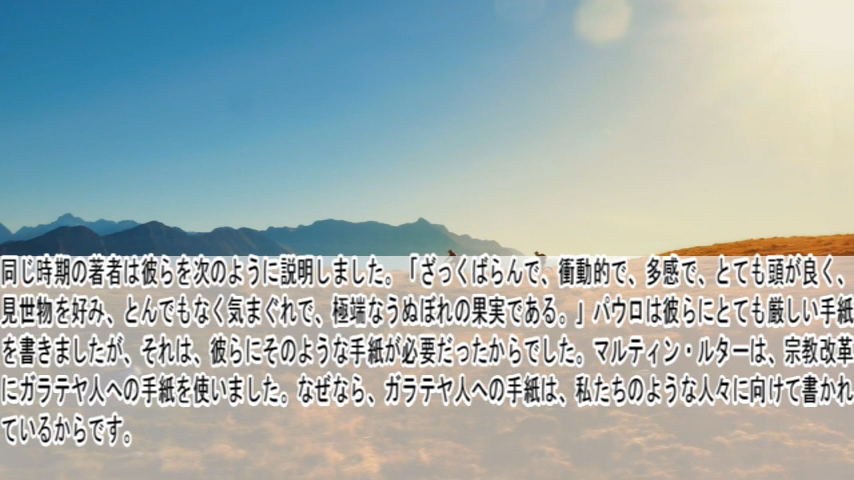 同じ時期の著者は彼らを次のように説明しました。「ざっくばらんで、衝動的で、多感で、とても頭が良く、
見世物を好み、とんでもなく気まぐれで、極端なうぬぼれの果実である。」パウロは彼らにとても厳しい手紙
を書きましたが、それは、彼らにそのような手紙が必要だったからでした。マルティン・ルターは、宗教改革
にガラテヤ人への手紙を使いました。なぜなら、ガラテヤ人への手紙は、私たちのような人々に向けて書かれ
ているからです。